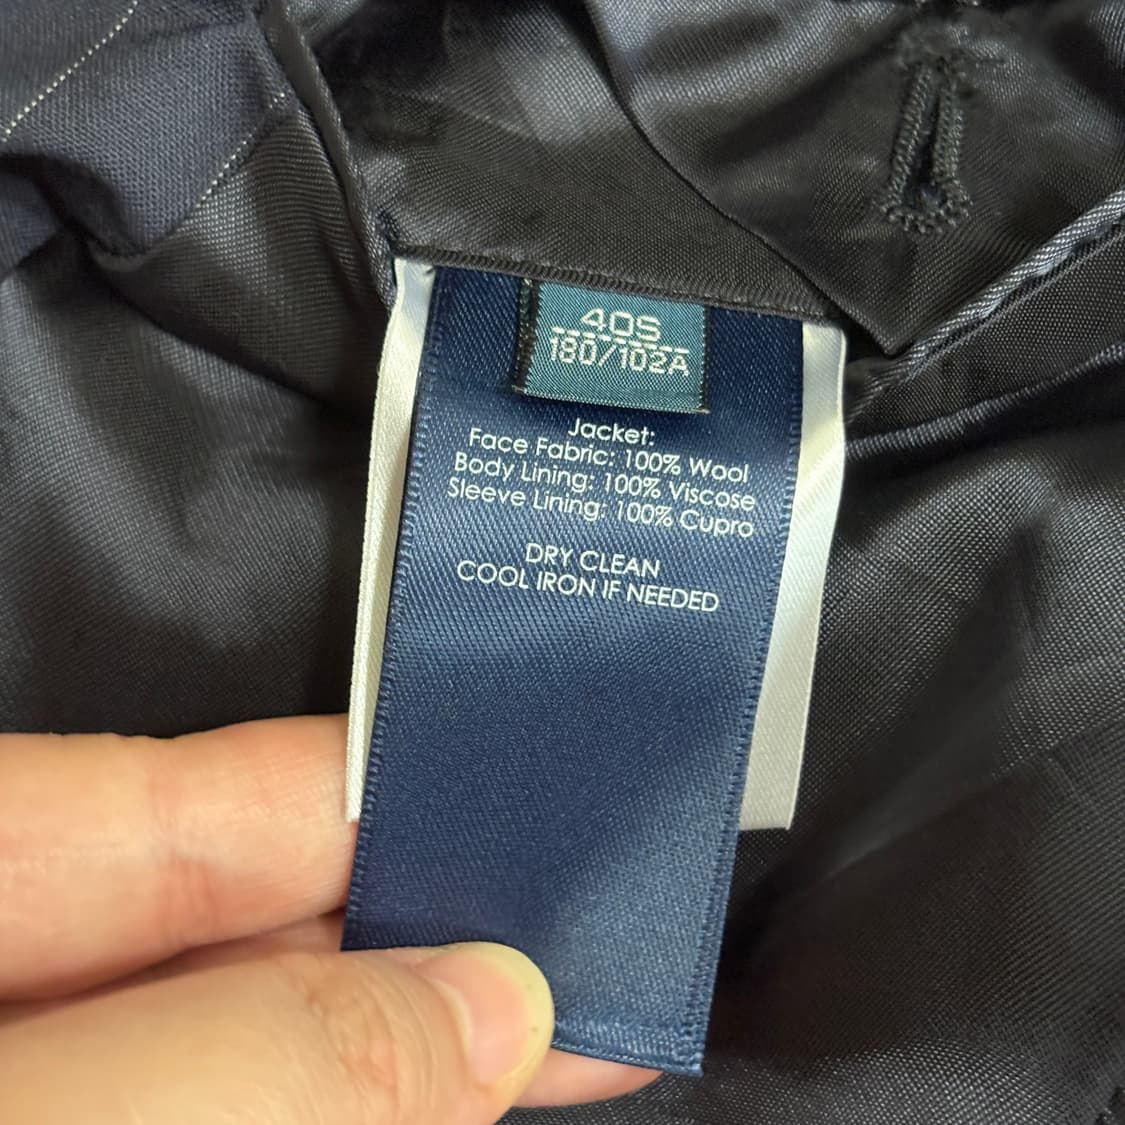 40S
180/102A
Jacket:
Face Fabric: 100% Wool
Body Lining: 100% Viscose
Sleeve Lining: 100% Cupro
DRY CLEAN
COOL IRON IF NEEDED